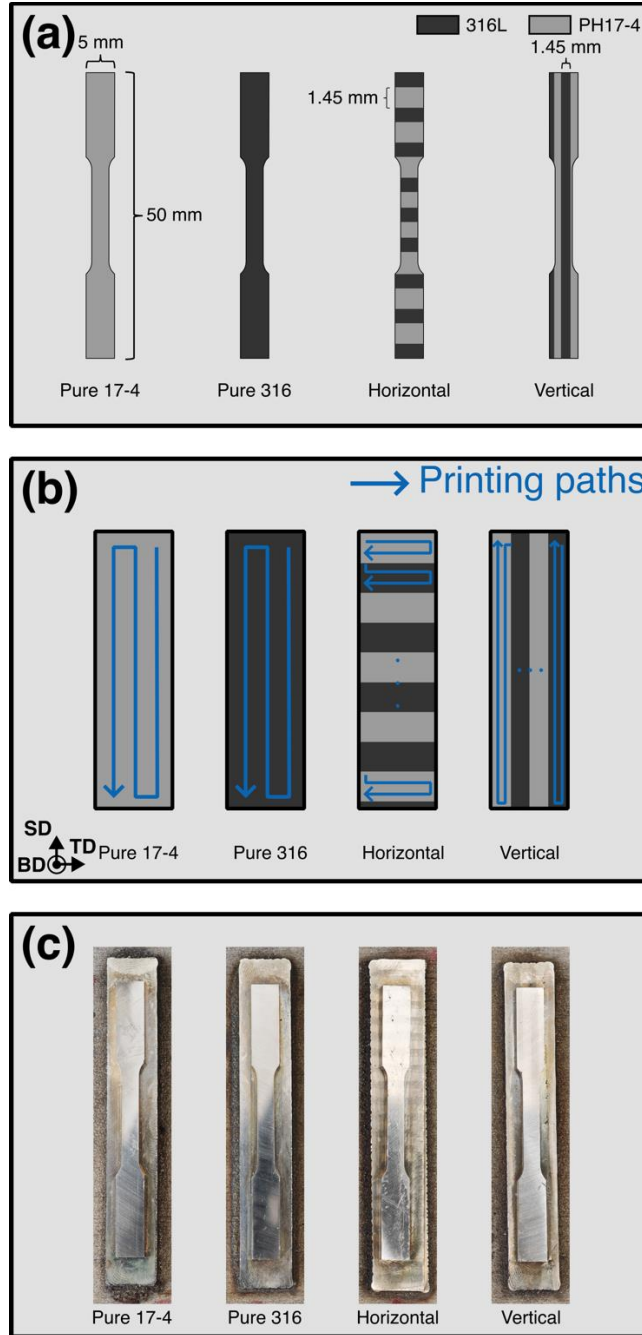 (a)
316L PH17-4
5 mm
1.45 mm
1.45 mm
50 mm
Pure 17-4 Pure 316 Horizontal Vertical
(b)
Printing paths
SD
TD
BD
Pure 17-4 Pure 316 Horizontal Vertical
(c)
Pure 17-4 Pure 316 Horizontal Vertical